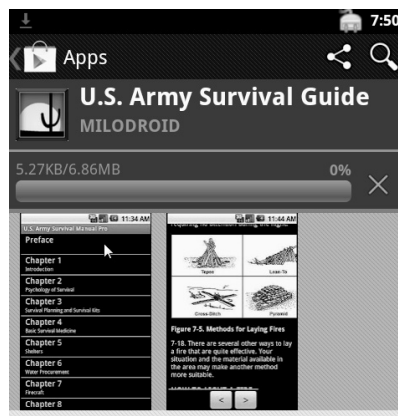 7:50
Apps
U.S. Army Survival Guide
MILODROID
5.27KB/6.86MB
0%
11:34 AM
U.S. Army Survival Manual Pro
Preface
Chapter 1
Introduction
Chapter 2
Psychology of Survival
Chapter 3
Survival Planning and Survival Kits
Chapter 4
Basic Survival Medicine
Chapter 5
Shelters
Chapter 6
Water Procurement
Chapter 7
Firecraft
Chapter 8
11:44 AM
Tepee
Lean-To
Cross-Ditch
Pyramid
Figure 7-5. Methods for Laying Fires
7-18. There are several other ways to lay
a fire that are quite effective. Your
situation and the material available in
the area may make another method
more suitable.
< >